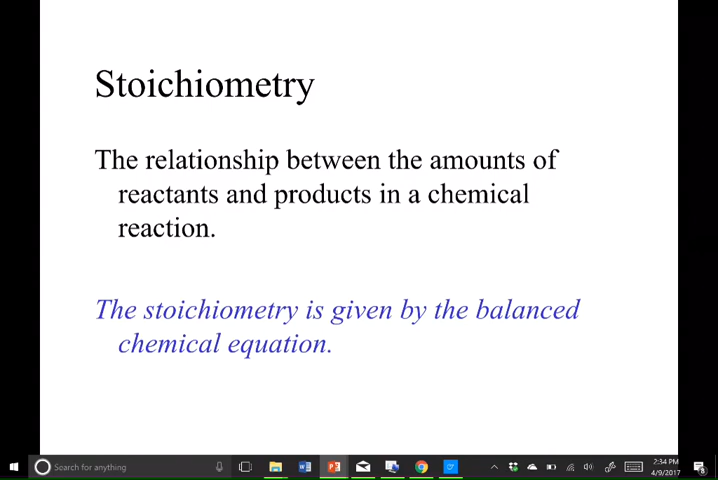 Stoichiometry
The relationship between the amounts of
reactants and products in a chemical
reaction.
The stoichiometry is given by the balanced
chemical equation.
Search for anything
2:34 PM
4/9/2017